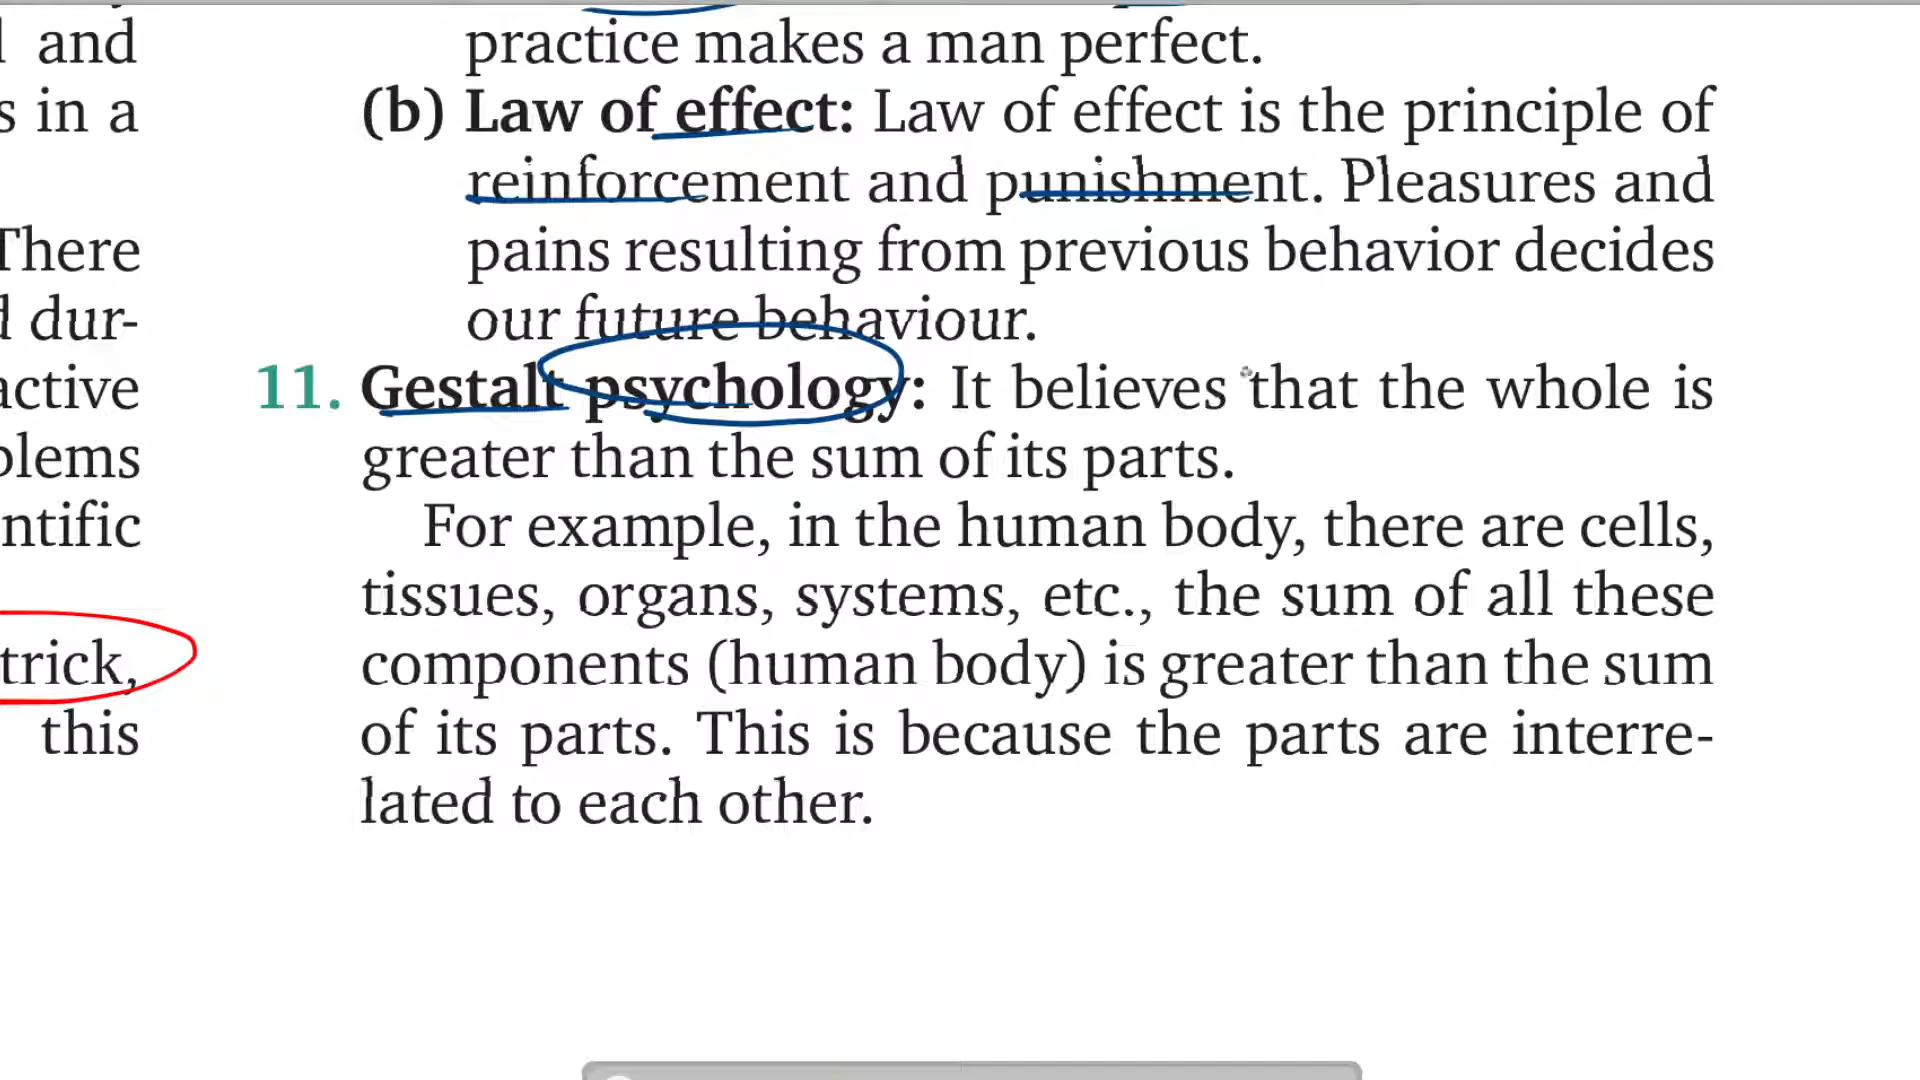 and
s in a
There
dur-
active
blems
ntific
trick,
this
practice makes a man perfect.
(b) Law of effect: Law of effect is the principle of
reinforcement and punishment. Pleasures and
pains resulting from previous behavior decides
our future behaviour.
11. Gestalt psychology: It believes that the whole is
greater than the sum of its parts.
For example, in the human body, there are cells,
tissues, organs, systems, etc., the sum of all these
components (human body) is greater than the sum
of its parts. This is because the parts are interre-
lated to each other.